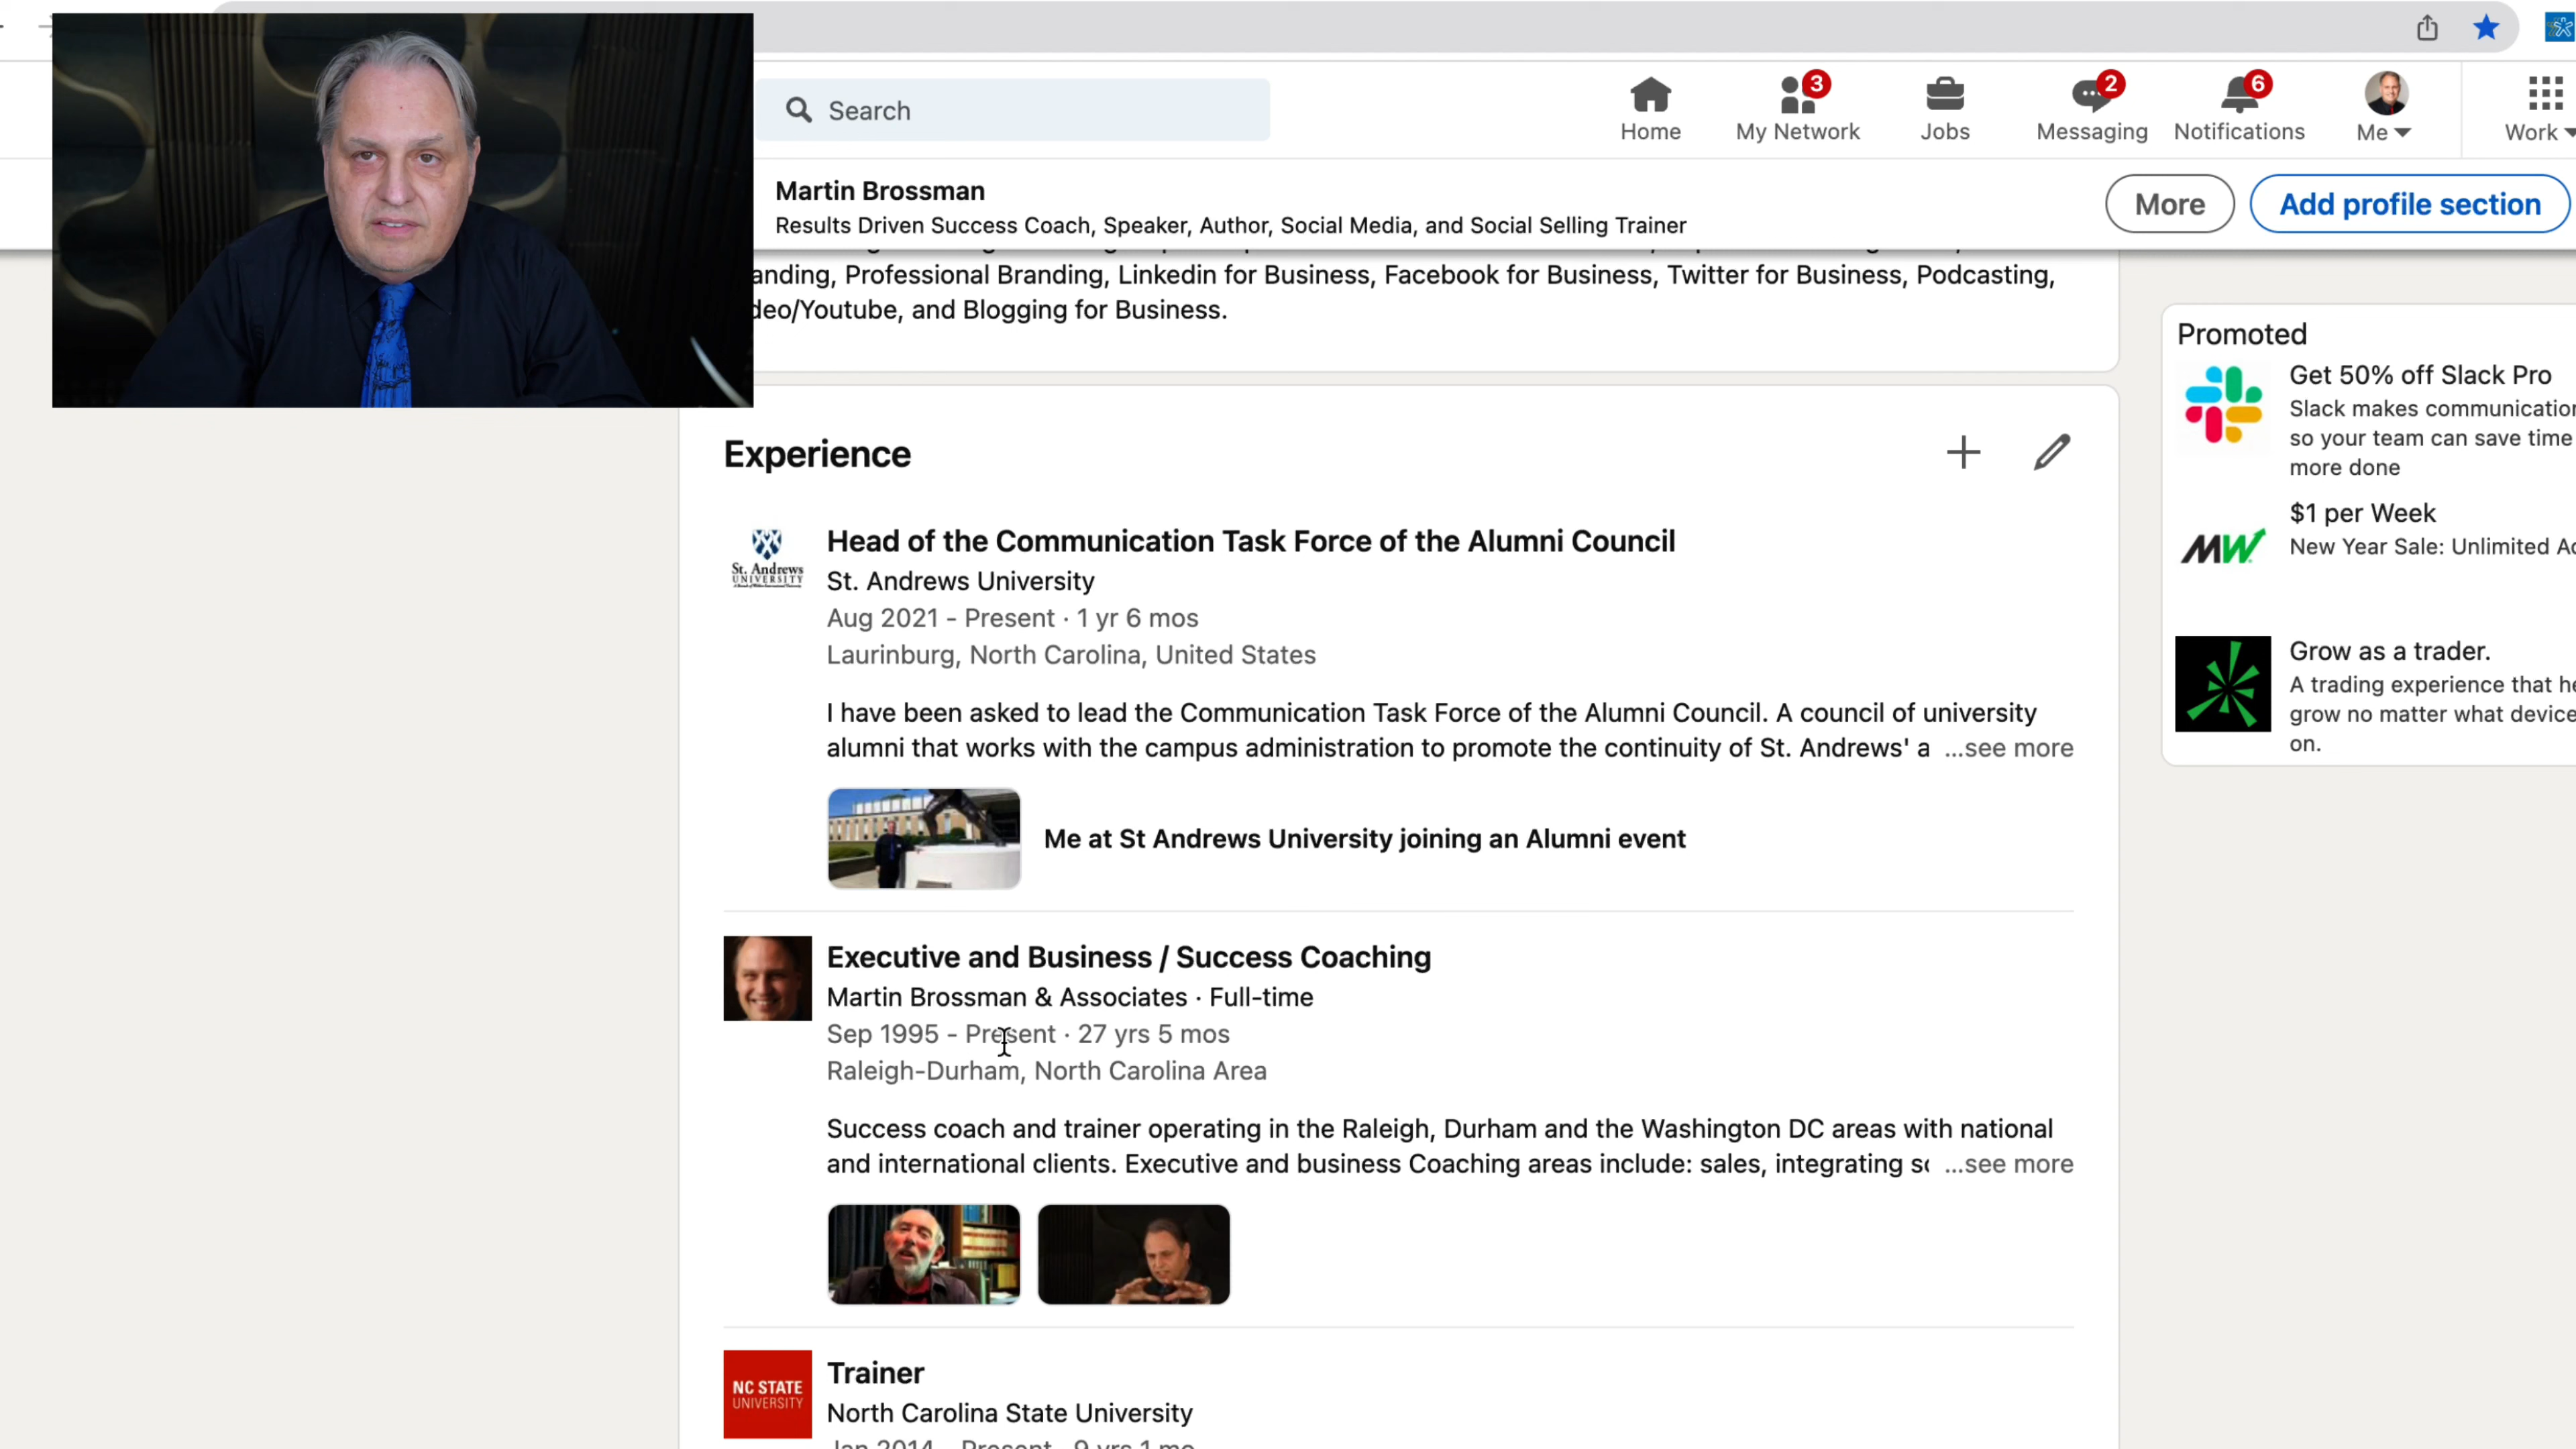 Search
Home
My Network
3
Jobs
Messaging
2
Notifications
6
Me
Work
Martin Brossman
Results Driven Success Coach, Speaker, Author, Social Media, and Social Selling Trainer
More
Add profile section
anding, Professional Branding, Linkedin for Business, Facebook for Business, Twitter for Business, Podcasting,
deo/Youtube, and Blogging for Business.
Experience
St. Andrews
UNIVERSITY
Head of the Communication Task Force of the Alumni Council
St. Andrews University
Aug 2021 - Present · 1 yr 6 mos
Laurinburg, North Carolina, United States
I have been asked to lead the Communication Task Force of the Alumni Council. A council of university
alumni that works with the campus administration to promote the continuity of St. Andrews' a ...see more
Me at St Andrews University joining an Alumni event
Executive and Business / Success Coaching
Martin Brossman & Associates · Full-time
Sep 1995 - Present · 27 yrs 5 mos
Raleigh-Durham, North Carolina Area
Success coach and trainer operating in the Raleigh, Durham and the Washington DC areas with national
and international clients. Executive and business Coaching areas include: sales, integrating so ...see more
NC STATE
UNIVERSITY
Trainer
North Carolina State University
Jan 2014 - Present · 9 yrs 1 mo
Promoted
Get 50% off Slack Pro
Slack makes communication
so your team can save time
more done
MW
$1 per Week
New Year Sale: Unlimited Ac
Grow as a trader.
A trading experience that he
grow no matter what device
on.